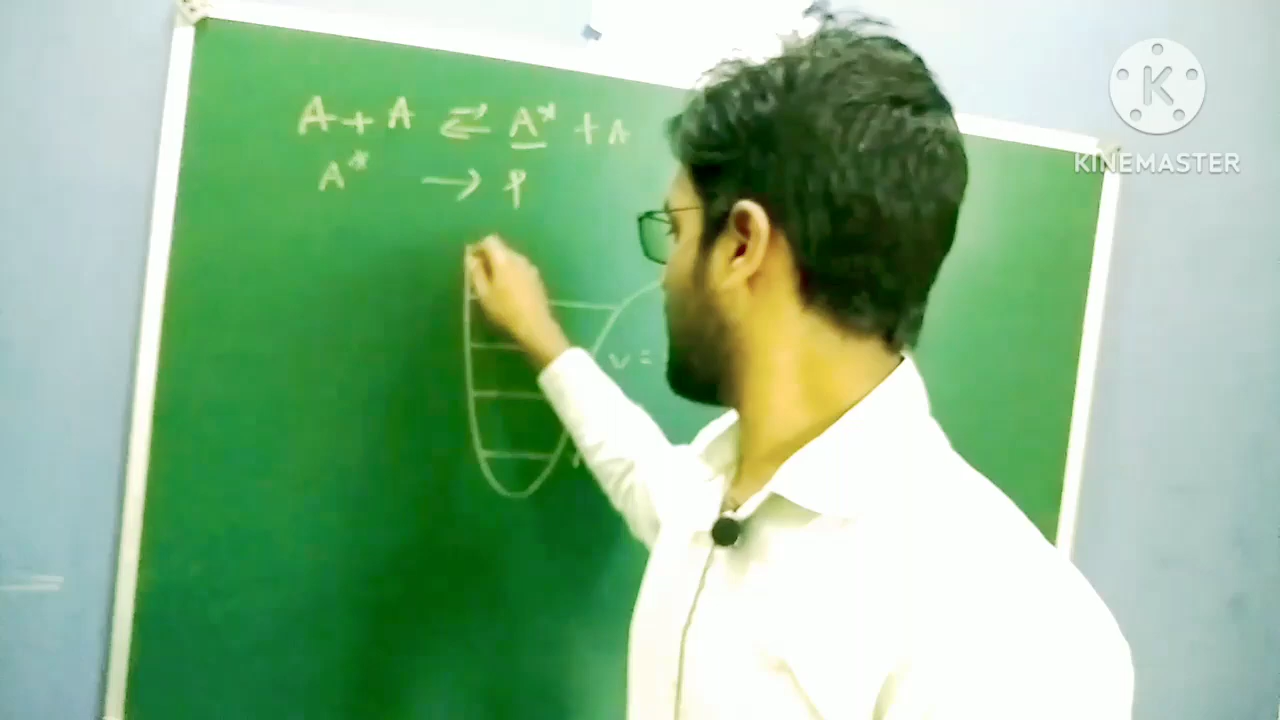 A + A ⇌ A* + A
A* → P
v =
K
KINEMASTER